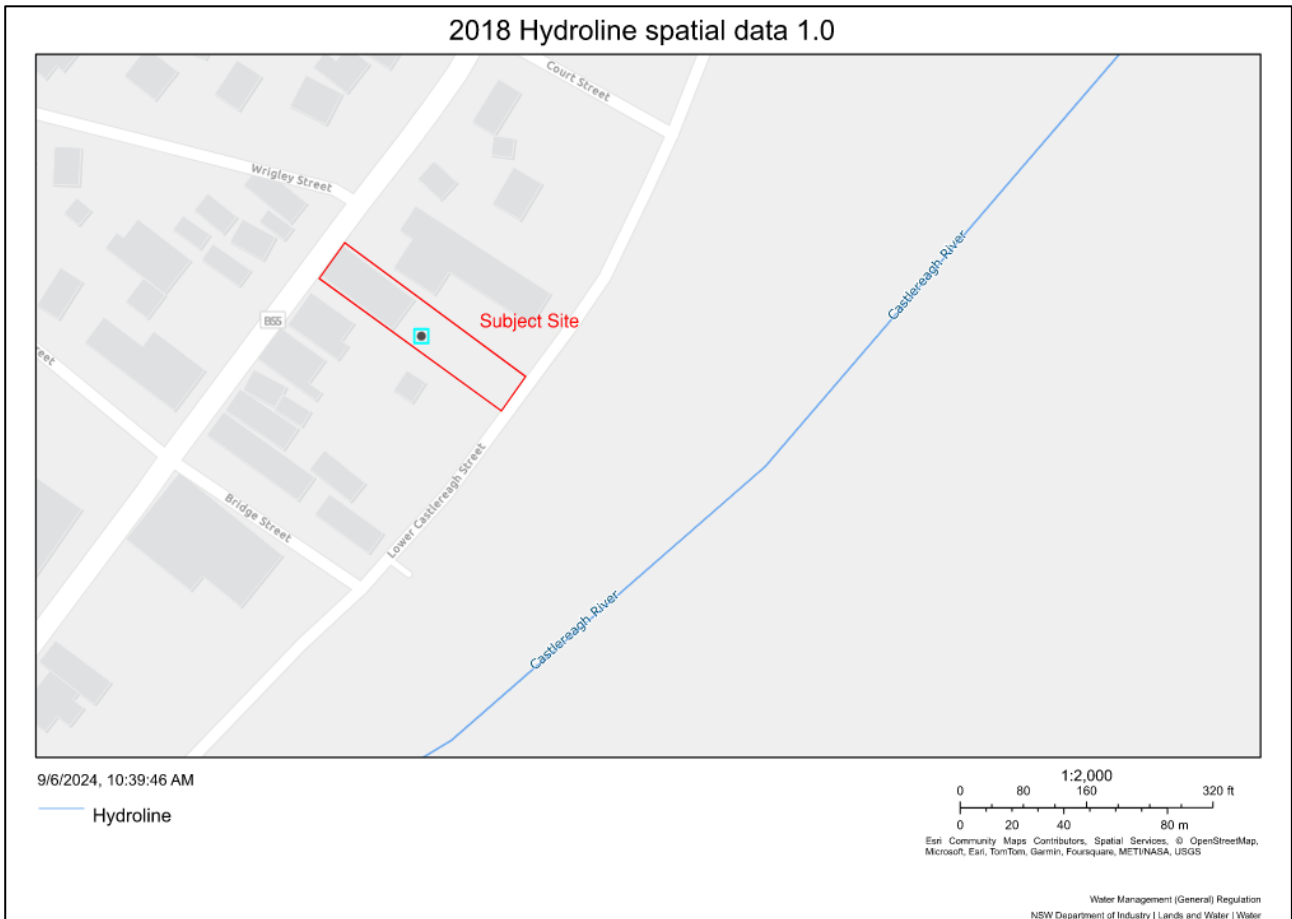 2018 Hydroline spatial data 1.0
Court Street
Wrigley Street
Castlereagh River
B55
Subject Site
eet
Lower Castlereagh Street
Bridge Street
Castlereagh River
9/6/2024, 10:39:46 AM
Hydroline
1:2,000
0 80 160 320 ft
0 20 40 80 m
Esri Community Maps Contributors, Spatial Services, © OpenStreetMap,
Microsoft, Esri, TomTom, Garmin, Foursquare, METI/NASA, USGS
Water Management (General) Regulation
NSW Department of Industry | Lands and Water | Water